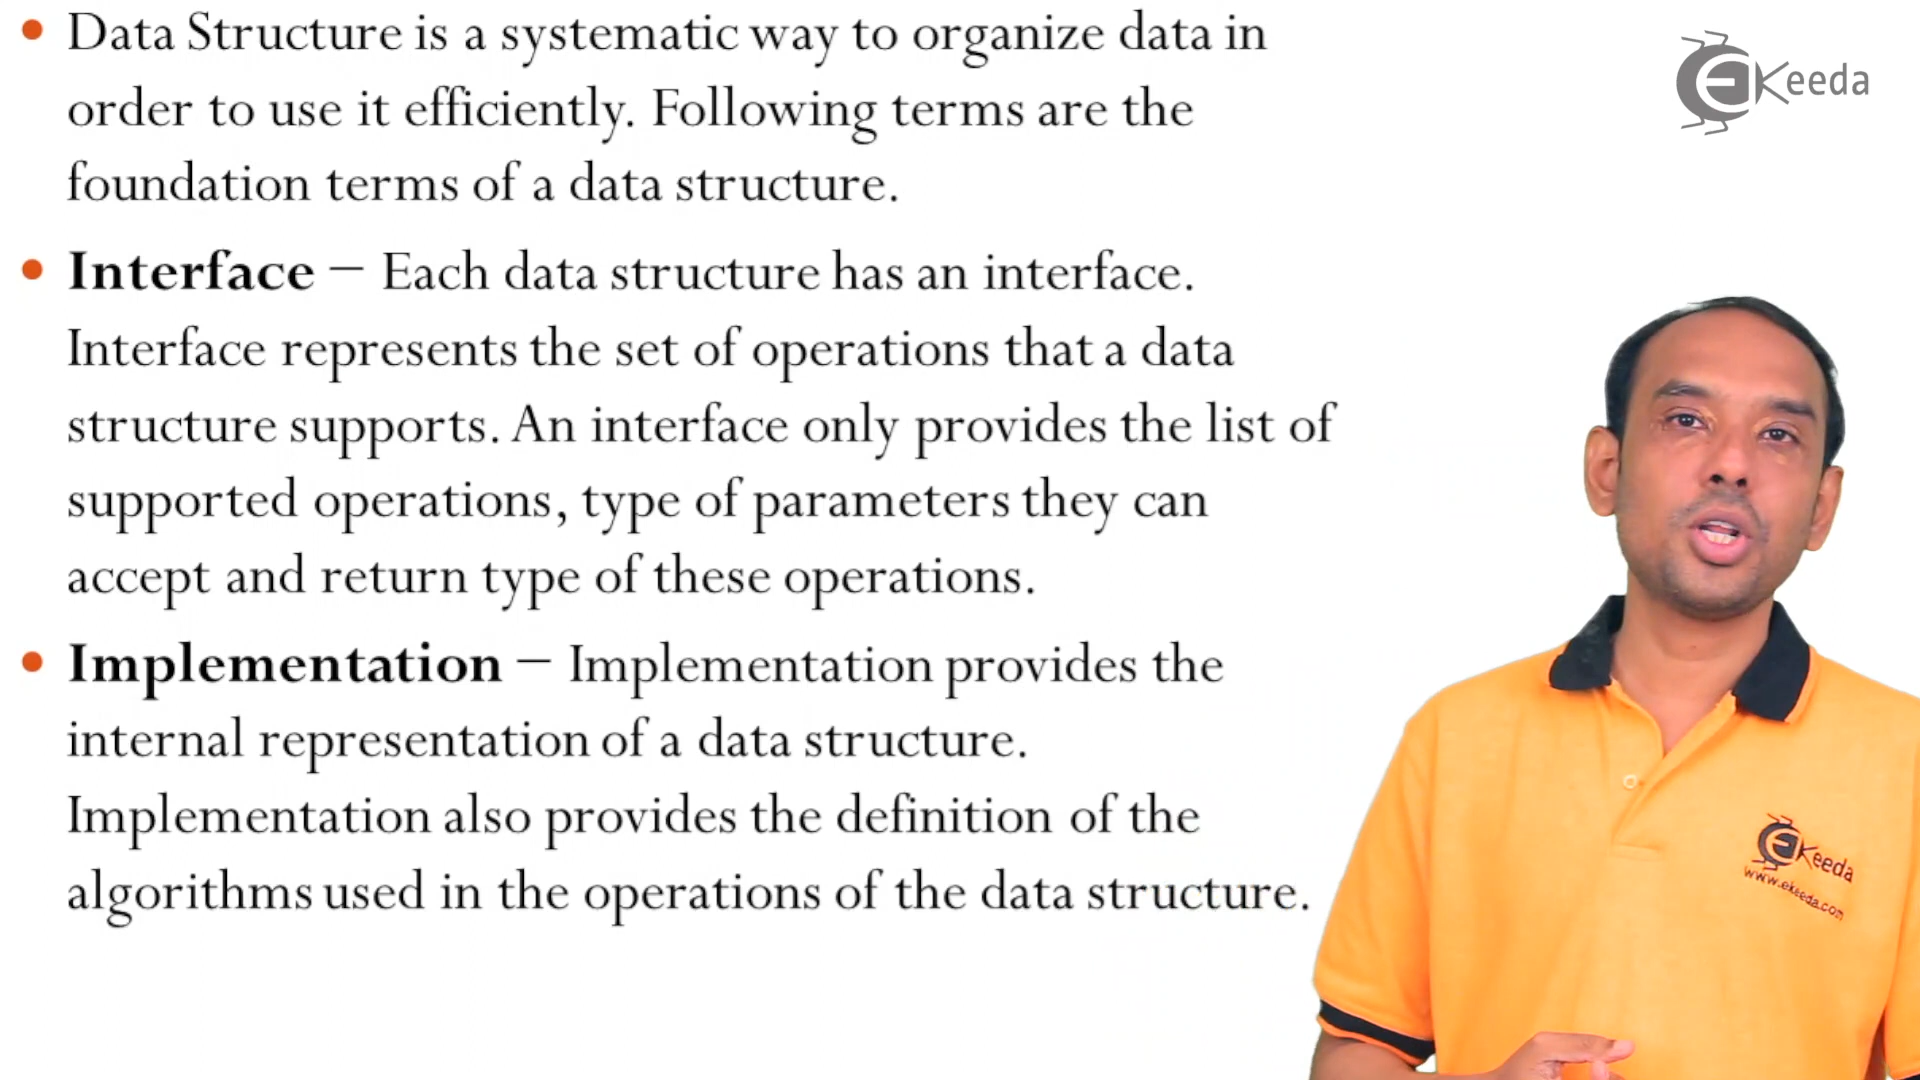 Data Structure is a systematic way to organize data in
order to use it efficiently. Following terms are the
foundation terms of a data structure.
Interface – Each data structure has an interface.
Interface represents the set of operations that a data
structure supports. An interface only provides the list of
supported operations, type of parameters they can
accept and return type of these operations.
Implementation – Implementation provides the
internal representation of a data structure.
Implementation also provides the definition of the
algorithms used in the operations of the data structure.
EKeeda
EKeeda
www.ekeeda.com